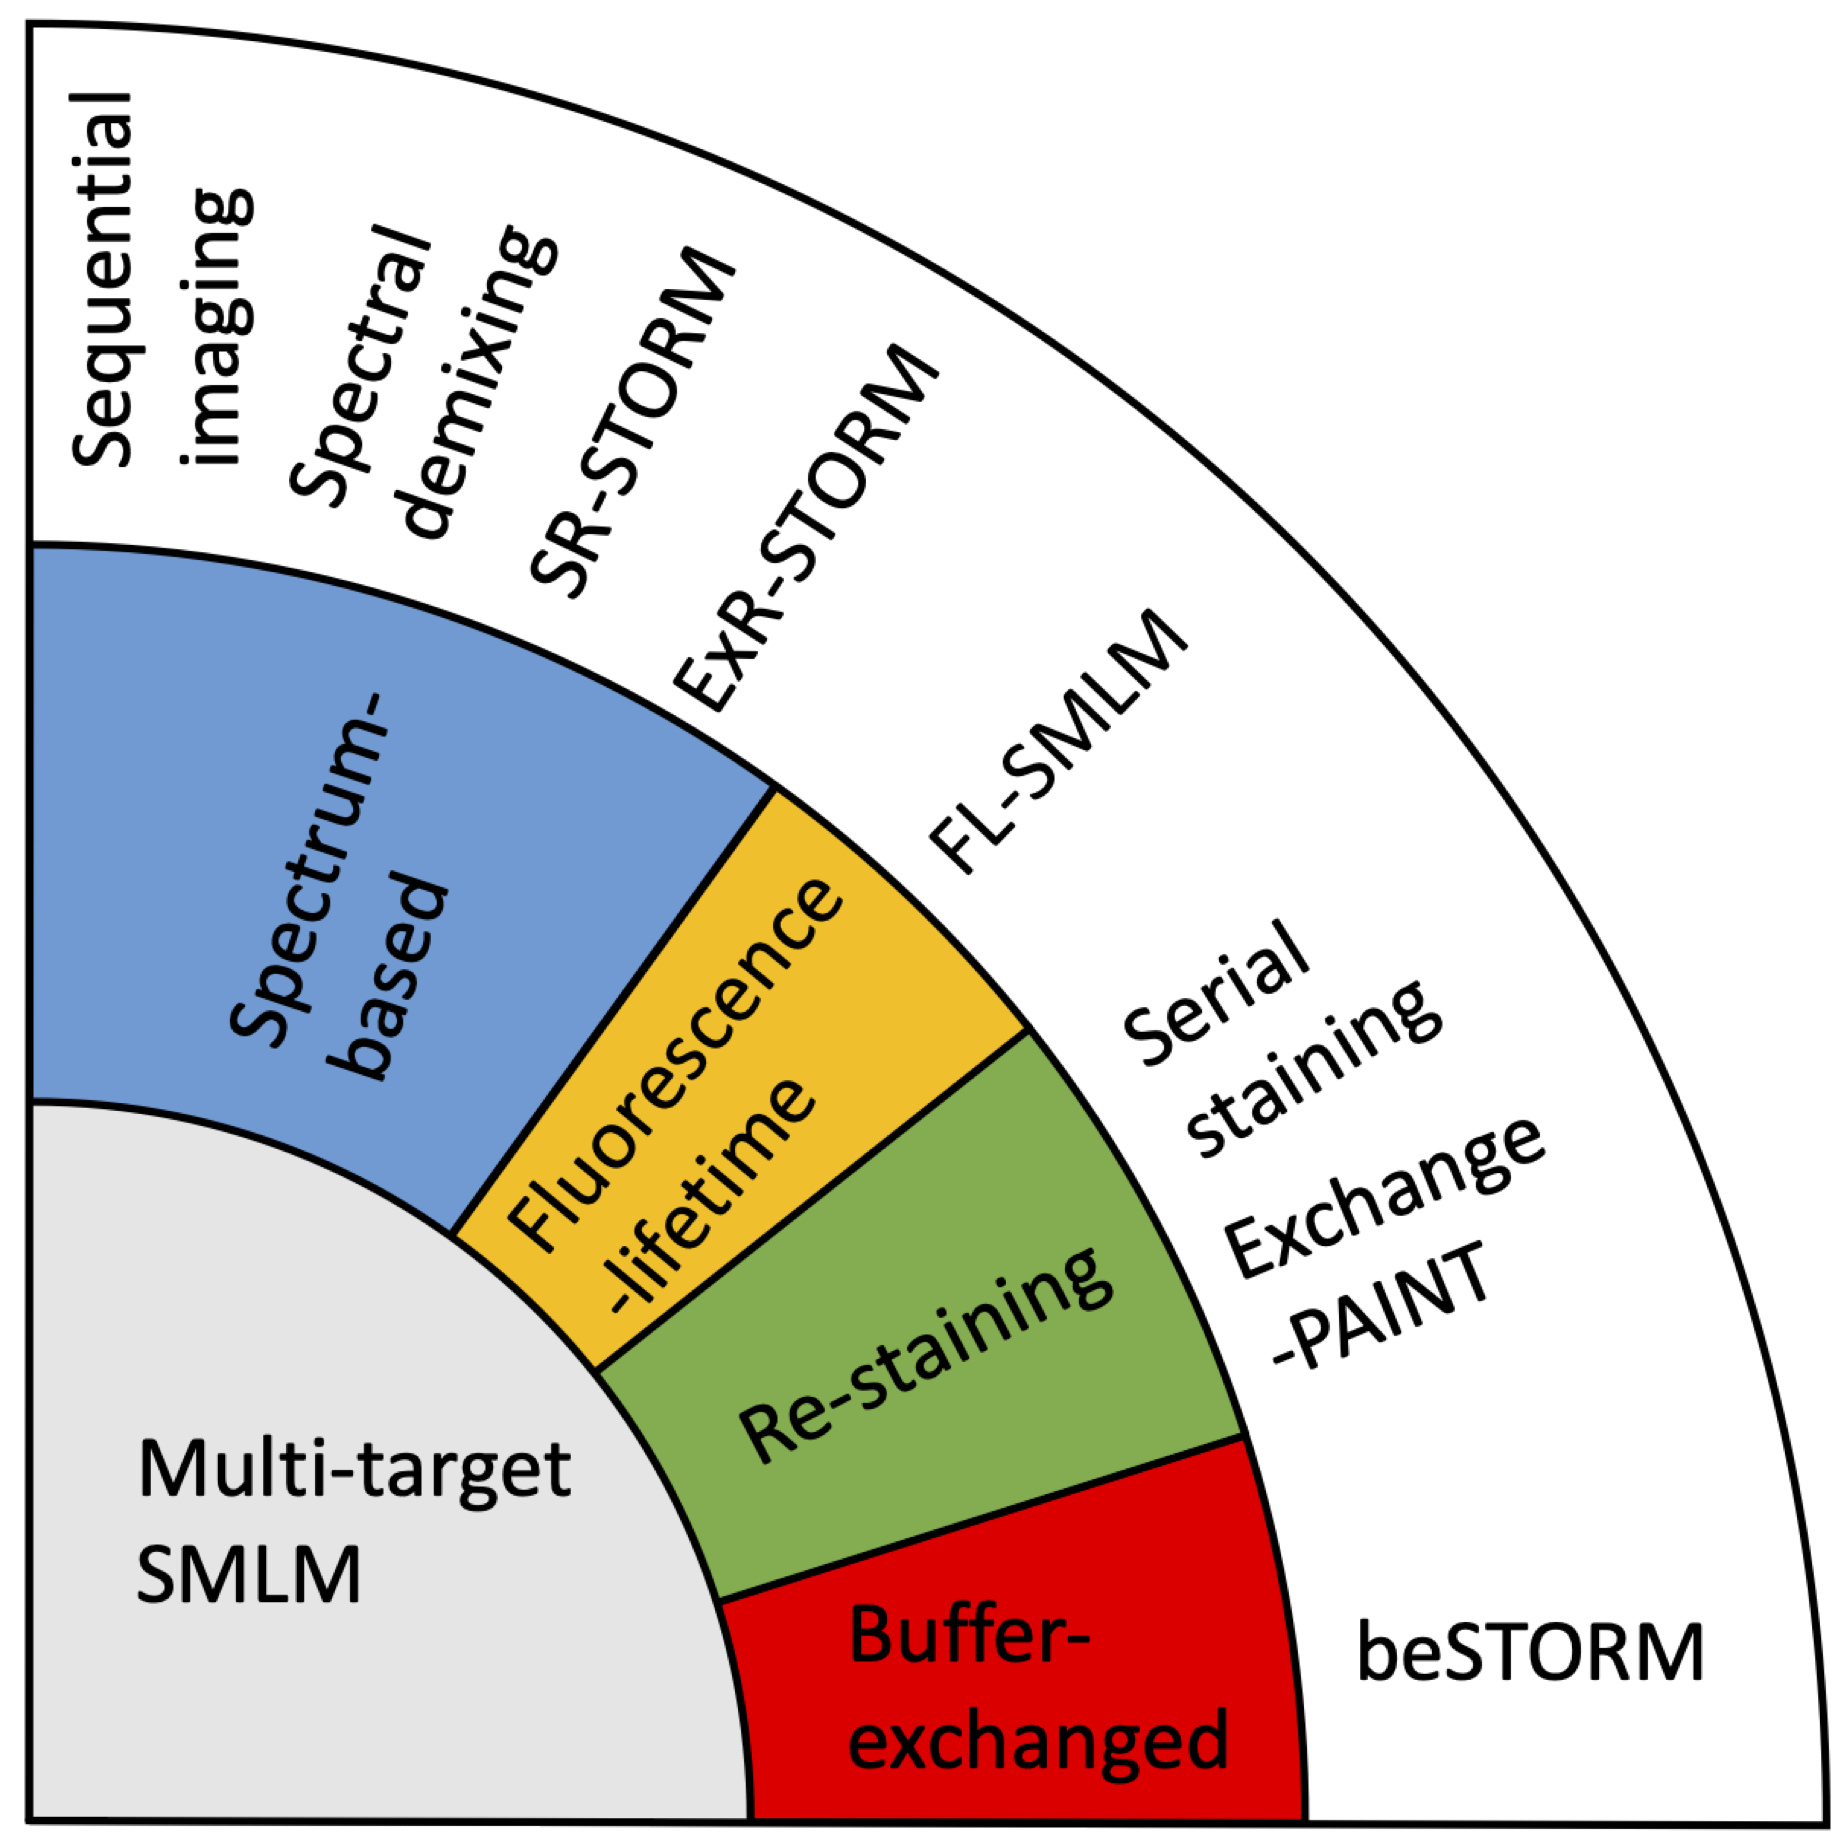 Sequential
imaging
Spectral
demixing
SR-STORM
ExR-STORM
FL-SMLM
Serial
staining
Exchange
-PAINT
beSTORM
Spectrum-
based
Fluorescence
-lifetime
Re-staining
Buffer-
exchanged
Multi-target
SMLM